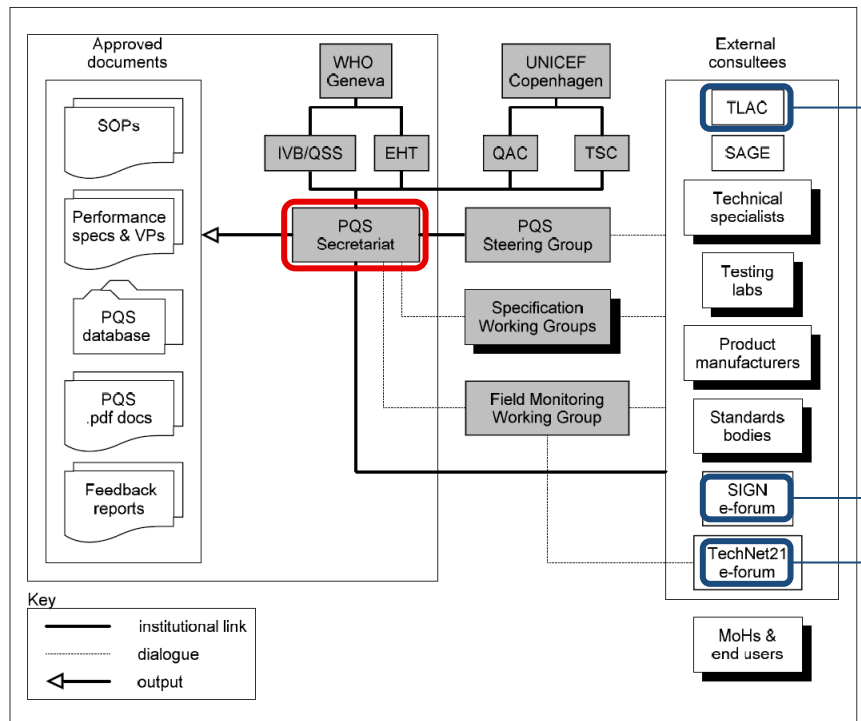 Approved
documents
SOPs
Performance
specs & VPs
PQS
database
PQS
.pdf docs
Feedback
reports
WHO
Geneva
UNICEF
Copenhagen
IVB/QSS
EHT
QAC
TSC
PQS
Secretariat
PQS
Steering Group
Specification
Working Groups
Field Monitoring
Working Group
External
consultees
TLAC
SAGE
Technical
specialists
Testing
labs
Product
manufacturers
Standards
bodies
SIGN
e-forum
TechNet21
e-forum
MoHs &
end users
Key
institutional link
dialogue
output